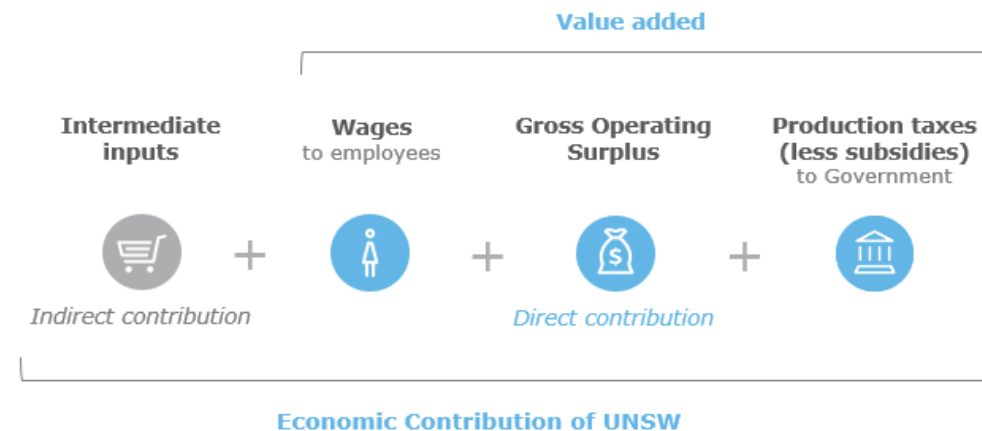 Value added
Intermediate
inputs
Wages
to employees
Gross Operating
Surplus
Production taxes
(less subsidies)
to Government
$
Indirect contribution
Direct contribution
Economic Contribution of UNSW